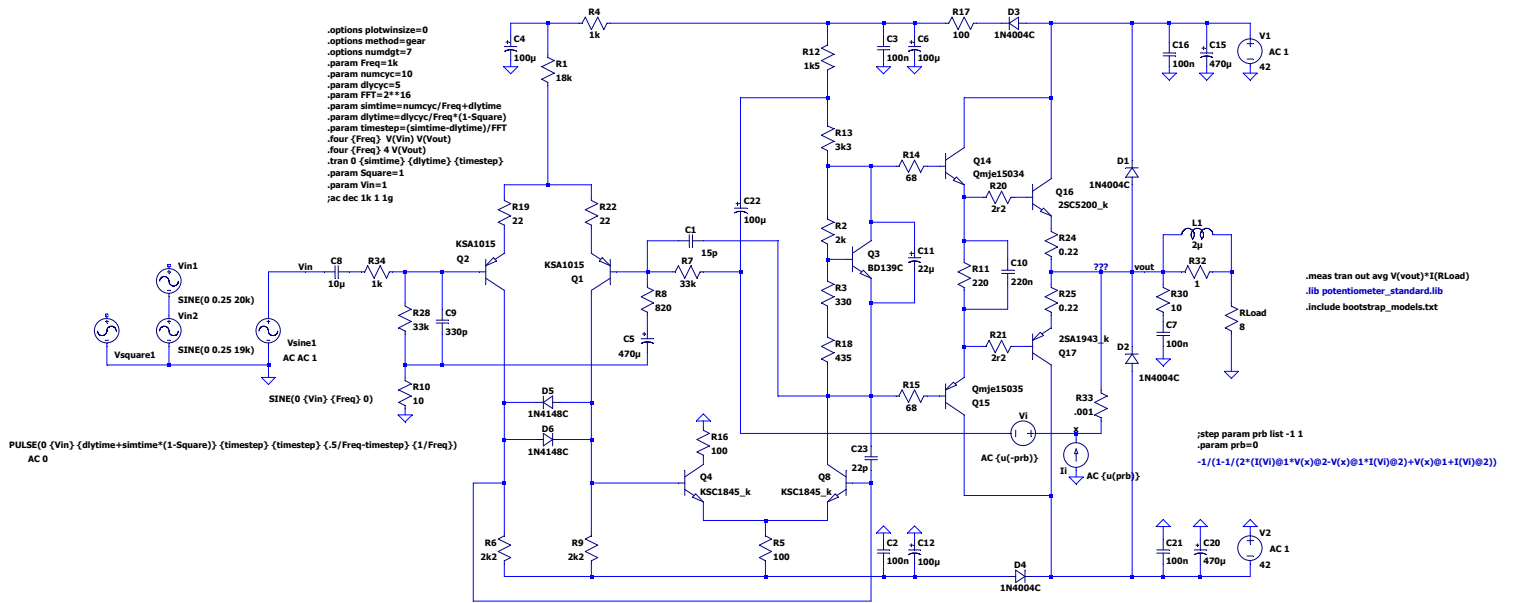 .options plotwinsize=0
.options method=gear
.options numdgt=7
.param Freq=1k
.param numcyc=10
.param dlycyc=5
.param FFT=2**16
.param simtime=numcyc/Freq+dlytime
.param dlytime=dlycyc/Freq*(1-Square)
.param timestep=(simtime-dlytime)/FFT
.four {Freq} V(Vin) V(Vout)
.four {Freq} 4 V(Vout)
.tran 0 {simtime} {dlytime} {timestep}
.param Square=1
.param Vin=1
;ac dec 1k 1 1g
C4
100µ
R4
1k
R1
18k
R12
1k5
C3
100n
C6
100µ
R17
100
D3
1N4004C
C16
100n
C15
470µ
V1
AC 1
42
R13
3k3
R14
68
Q14
Qmje15034
R20
2r2
Q16
2SC5200_k
D1
1N4004C
R19
22
R22
22
C22
100µ
C1
15p
R7
33k
R2
2k
Q3
BD139C
C11
22µ
R11
220
C10
220n
R24
0.22
???
vout
L1
2µ
R32
1
KSA1015
Q2
KSA1015
Q1
Vin1
SINE(0 0.25 20k)
Vin2
SINE(0 0.25 19k)
Vsquare1
Vin
C8
10µ
R34
1k
Vsine1
AC AC 1
R28
33k
C9
330p
R8
820
C5
470µ
R3
330
R18
435
R25
0.22
R21
2r2
2SA1943_k
Q17
D2
1N4004C
R30
10
C7
100n
RLoad
8
.meas tran out avg V(vout)*I(RLoad)
.lib potentiometer_standard.lib
.include bootstrap_models.txt
SINE(0 {Vin} {Freq} 0)
R10
10
D5
1N4148C
D6
1N4148C
R15
68
Qmje15035
Q15
R33
.001
Vi
AC {u(-prb)}
x
Ii
AC {u(prb)}
PULSE(0 {Vin} {dlytime+simtime*(1-Square)} {timestep} {timestep} {.5/Freq-timestep} {1/Freq})
AC 0
R16
100
Q4
KSC1845_k
Q8
KSC1845_k
C23
22p
;step param prb list -1 1
.param prb=0
-1/(1-1/(2*(I(Vi)@1*V(x)@2-V(x)@1*I(Vi)@2)+V(x)@1+I(Vi)@2))
R6
2k2
R9
2k2
R5
100
C2
100n
C12
100µ
D4
1N4004C
C21
100n
C20
470µ
V2
AC 1
42